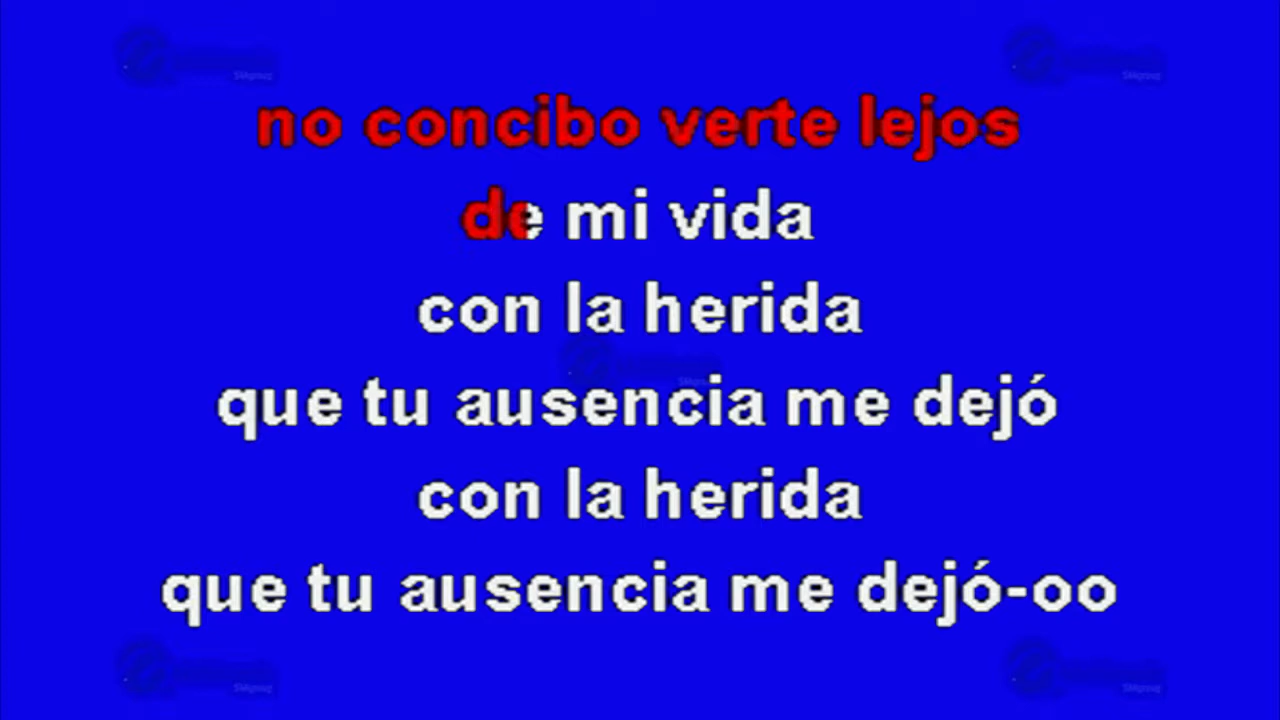 no concibo verte lejos
de mi vida
con la herida
que tu ausencia me dejó
con la herida
que tu ausencia me dejó-oo